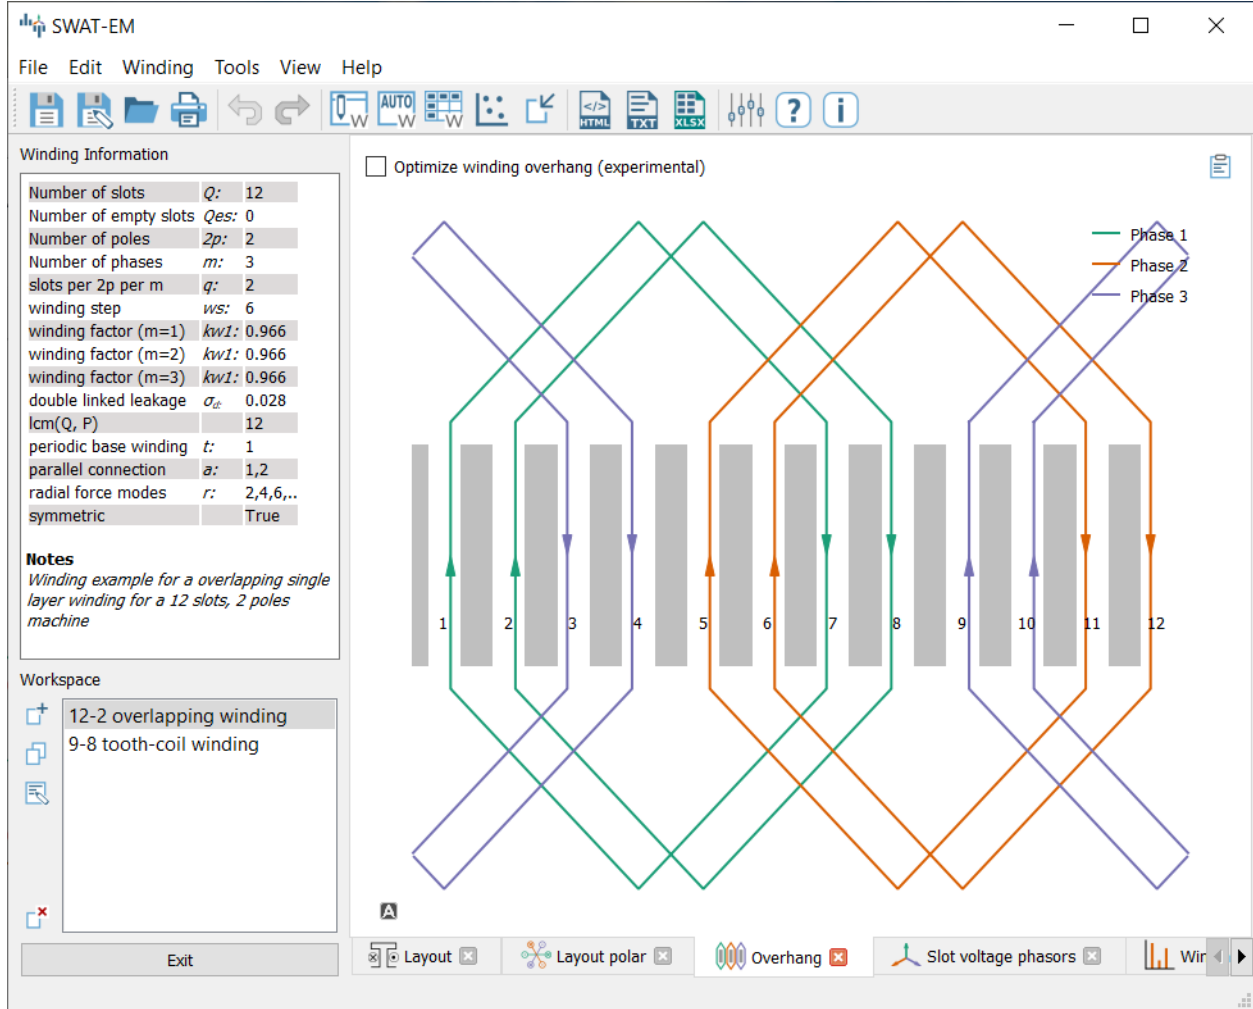 SWAT-EM
File Edit Winding Tools View Help
W AUTO W W </> HTML TXT XLSX ? i
Winding Information
Number of slots Q: 12
Number of empty slots Qes: 0
Number of poles 2p: 2
Number of phases m: 3
slots per 2p per m q: 2
winding step ws: 6
winding factor (m=1) kw1: 0.966
winding factor (m=2) kw1: 0.966
winding factor (m=3) kw1: 0.966
double linked leakage σd: 0.028
lcm(Q, P) 12
periodic base winding t: 1
parallel connection a: 1,2
radial force modes r: 2,4,6,..
symmetric True
Notes
Winding example for a overlapping single
layer winding for a 12 slots, 2 poles
machine
Workspace
12-2 overlapping winding
9-8 tooth-coil winding
Exit
Optimize winding overhang (experimental)
Phase 1
Phase 2
Phase 3
1 2 3 4 5 6 7 8 9 10 11 12
A
Layout Layout polar Overhang Slot voltage phasors Wir